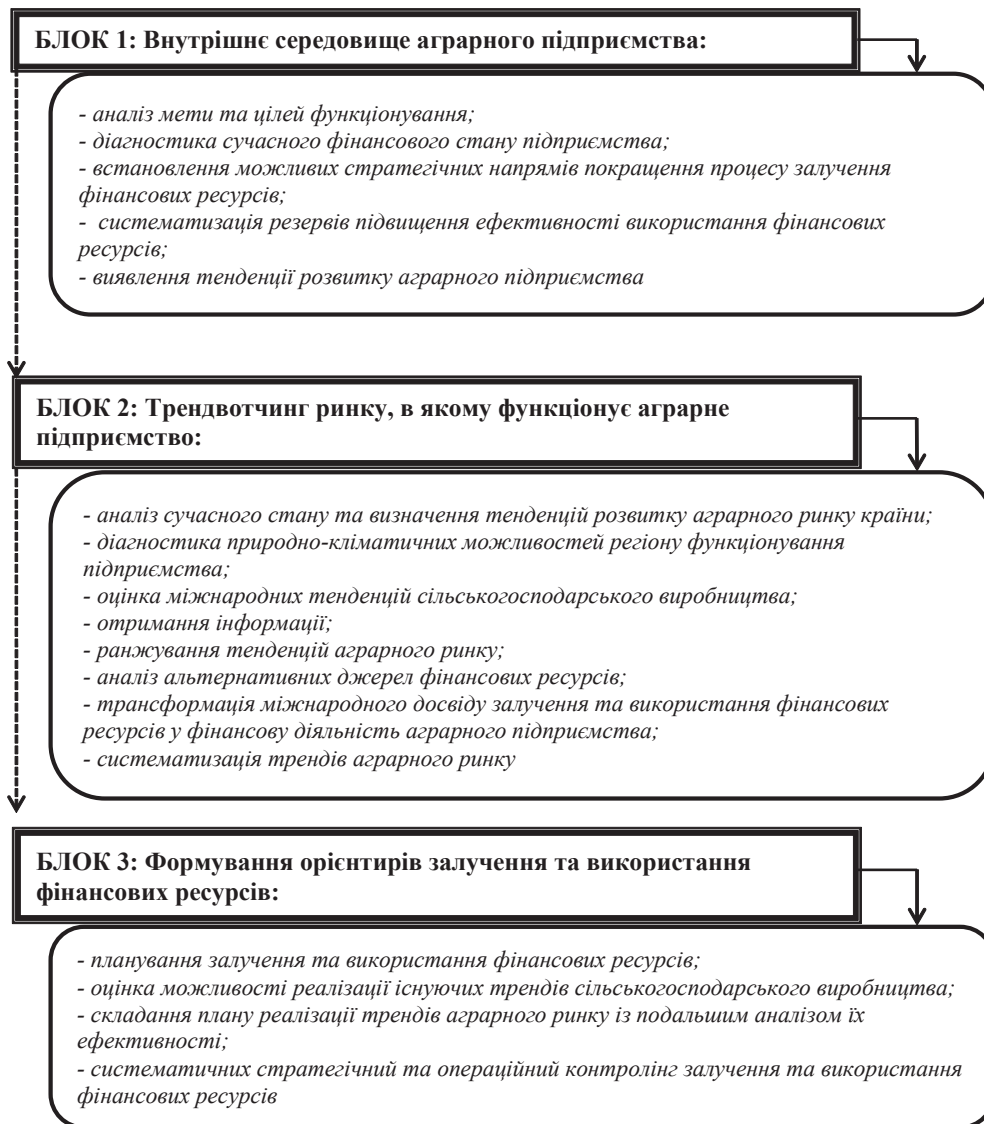 БЛОК 1: Внутрішнє середовище аграрного підприємства:
- аналіз мети та цілей функціонування;
- діагностика сучасного фінансового стану підприємства;
- встановлення можливих стратегічних напрямів покращення процесу залучення
фінансових ресурсів;
- систематизація резервів підвищення ефективності використання фінансових
ресурсів;
- виявлення тенденції розвитку аграрного підприємства
БЛОК 2: Трендвотчинг ринку, в якому функціонує аграрне
підприємство:
- аналіз сучасного стану та визначення тенденцій розвитку аграрного ринку країни;
- діагностика природно-кліматичних можливостей регіону функціонування
підприємства;
- оцінка міжнародних тенденцій сільськогосподарського виробництва;
- отримання інформації;
- ранжування тенденцій аграрного ринку;
- аналіз альтернативних джерел фінансових ресурсів;
- трансформація міжнародного досвіду залучення та використання фінансових
ресурсів у фінансову діяльність аграрного підприємства;
- систематизація трендів аграрного ринку
БЛОК 3: Формування орієнтирів залучення та використання
фінансових ресурсів:
- планування залучення та використання фінансових ресурсів;
- оцінка можливості реалізації існуючих трендів сільськогосподарського виробництва;
- складання плану реалізації трендів аграрного ринку із подальшим аналізом їх
ефективності;
- систематичних стратегічний та операційний контролінг залучення та використання
фінансових ресурсів